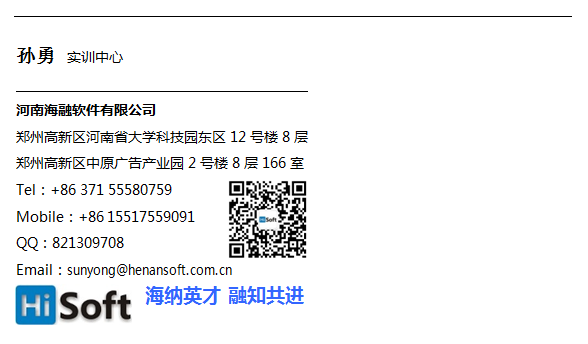 孙勇 实训中心
河南海融软件有限公司
郑州高新区河南省大学科技园东区 12 号楼 8 层
郑州高新区中原广告产业园 2 号楼 8 层 166 室
Tel：+86 371 55580759
Mobile：+86 15517559091
HiSoft
QQ：821309708
Email：sunyong@henansoft.com.cn
HiSoft 海纳英才 融知共进